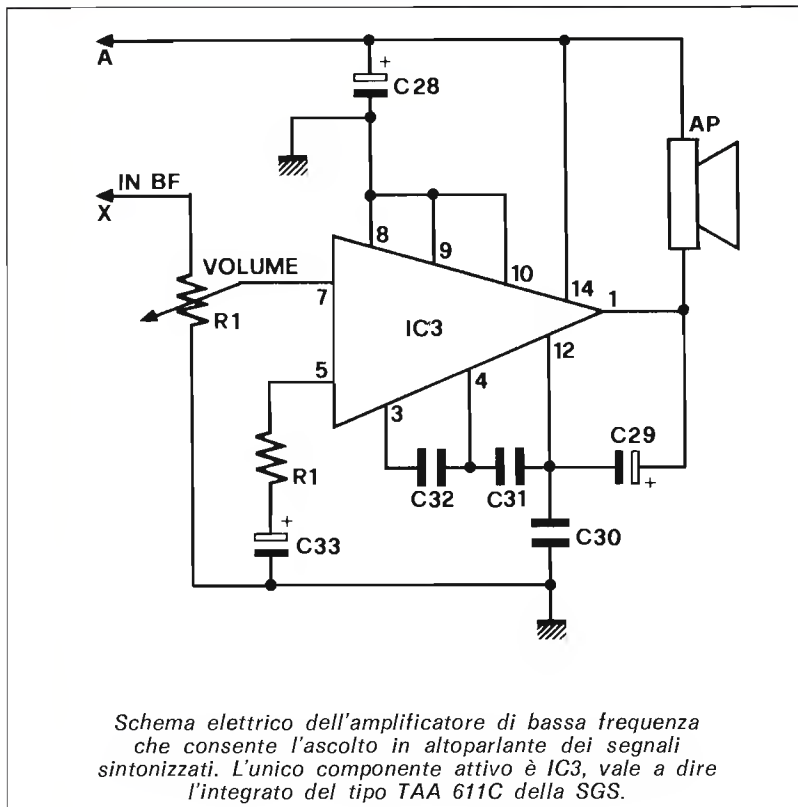 A
+
C28
AP
IN BF
X
VOLUME
R1
8
9
10
14
7
1
IC3
5
12
3
4
R1
C32
C31
C29
+
+
C33
C30
Schema elettrico dell'amplificatore di bassa frequenza
che consente l'ascolto in altoparlante dei segnali
sintonizzati. L'unico componente attivo è IC3, vale a dire
l'integrato del tipo TAA 611C della SGS.